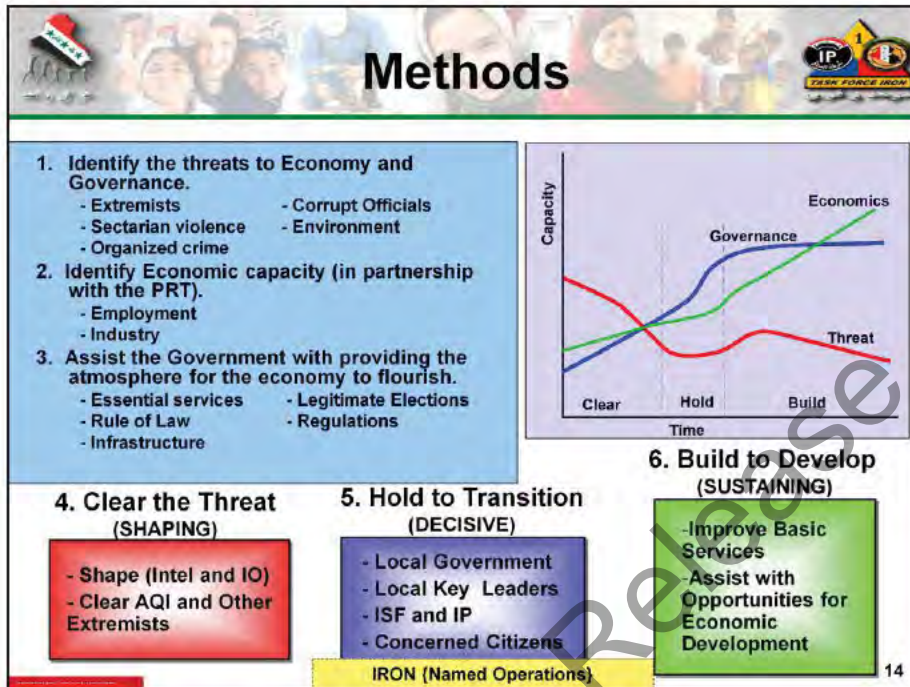 Methods
IP
1
TASK FORCE IRON
1. Identify the threats to Economy and
Governance.
- Extremists - Corrupt Officials
- Sectarian violence - Environment
- Organized crime
2. Identify Economic capacity (in partnership
with the PRT).
- Employment
- Industry
3. Assist the Government with providing the
atmosphere for the economy to flourish.
- Essential services - Legitimate Elections
- Rule of Law - Regulations
- Infrastructure
Capacity
Economics
Governance
Threat
Clear Hold Build
Time
4. Clear the Threat
(SHAPING)
- Shape (Intel and IO)
- Clear AQI and Other
Extremists
5. Hold to Transition
(DECISIVE)
- Local Government
- Local Key Leaders
- ISF and IP
- Concerned Citizens
IRON {Named Operations}
6. Build to Develop
(SUSTAINING)
-Improve Basic
Services
-Assist with
Opportunities for
Economic
Development
14
Release